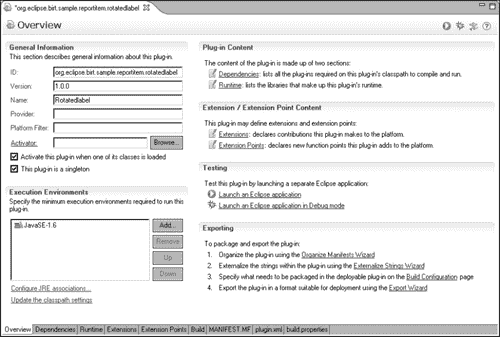 *org.eclipse.birt.sample.reportitem.rotatedlabel
Overview
General Information
This section describes general information about this plug-in.
ID: org.eclipse.birt.sample.reportitem.rotatedlabel
Version: 1.0.0
Name: Rotatedlabel
Provider:
Platform Filter:
Activator: Browse...
Activate this plug-in when one of its classes is loaded
This plug-in is a singleton
Execution Environments
Specify the minimum execution environments required to run this
plug-in.
JavaSE-1.6
Add...
Remove
Up
Down
Configure JRE associations...
Update the classpath settings
Plug-in Content
The content of the plug-in is made up of two sections:
Dependencies: lists all the plug-ins required on this plug-in's classpath to compile and run.
Runtime: lists the libraries that make up this plug-in's runtime.
Extension / Extension Point Content
This plug-in may define extensions and extension points:
Extensions: declares contributions this plug-in makes to the platform.
Extension Points: declares new function points this plug-in adds to the platform.
Testing
Test this plug-in by launching a separate Eclipse application:
Launch an Eclipse application
Launch an Eclipse application in Debug mode
Exporting
To package and export the plug-in:
1. Organize the plug-in using the Organize Manifests Wizard
2. Externalize the strings within the plug-in using the Externalize Strings Wizard
3. Specify what needs to be packaged in the deployable plug-in on the Build Configuration page
4. Export the plug-in in a format suitable for deployment using the Export Wizard
Overview Dependencies Runtime Extensions Extension Points Build MANIFEST.MF plugin.xml build.properties